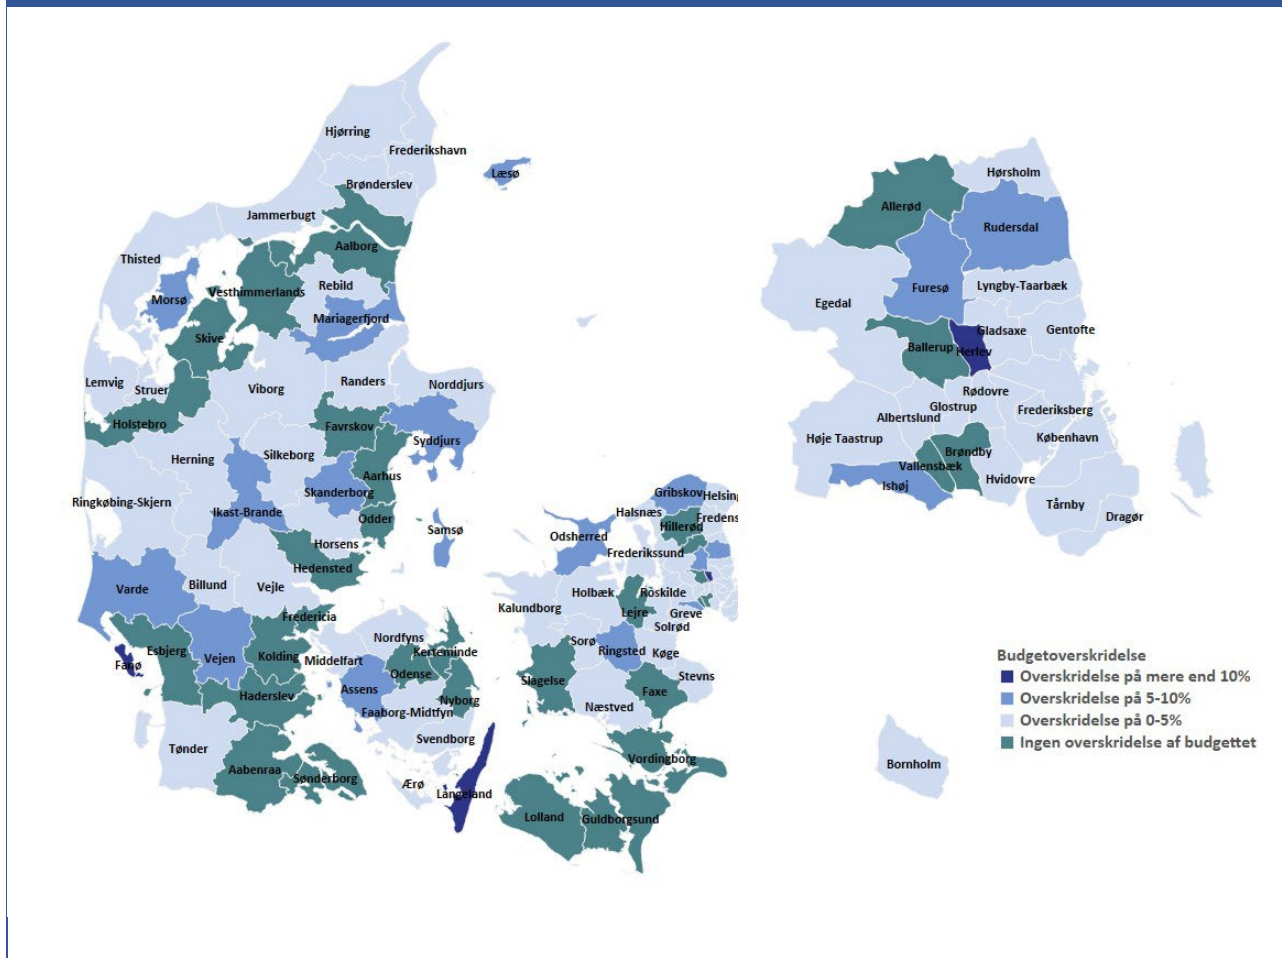 Hjørring
Frederikshavn
Læsø
Brønderslev
Jammerbugt
Aalborg
Thisted
Rebild
Vesthimmerlands
Morsø
Mariagerfjord
Skive
Lemvig
Struer
Viborg
Randers
Norddjurs
Holstebro
Favrskov
Syddjurs
Herning
Silkeborg
Aarhus
Skanderborg
Ringkøbing-Skjern
Ikast-Brande
Odder
Samsø
Horsens
Hedensted
Varde
Billund
Vejle
Fredericia
Esbjerg
Vejen
Kolding
Fanø
Haderslev
Tønder
Aabenraa
Sønderborg
Nordfyns
Middelfart
Kerteminde
Odense
Assens
Nyborg
Faaborg-Midtfyn
Svendborg
Ærø
Langeland
Gribskov
Helsing
Halsnæs
Fredens
Hillerød
Odsherred
Frederikssund
Kalundborg
Holbæk
Roskilde
Lejre
Greve
Solrød
Sorø
Ringsted
Køge
Stevns
Slagelse
Faxe
Næstved
Vordingborg
Lolland
Guldborgsund
Hørsholm
Allerød
Rudersdal
Furesø
Lyngby-Taarbæk
Egedal
Gladsaxe
Gentofte
Ballerup
Herlev
Rødovre
Glostrup
Frederiksberg
Albertslund
København
Høje Taastrup
Brøndby
Vallensbæk
Hvidovre
Ishøj
Tårnby
Dragør
Bornholm
Budgetoverskridelse
Overskridelse på mere end 10%
Overskridelse på 5-10%
Overskridelse på 0-5%
Ingen overskridelse af budgettet